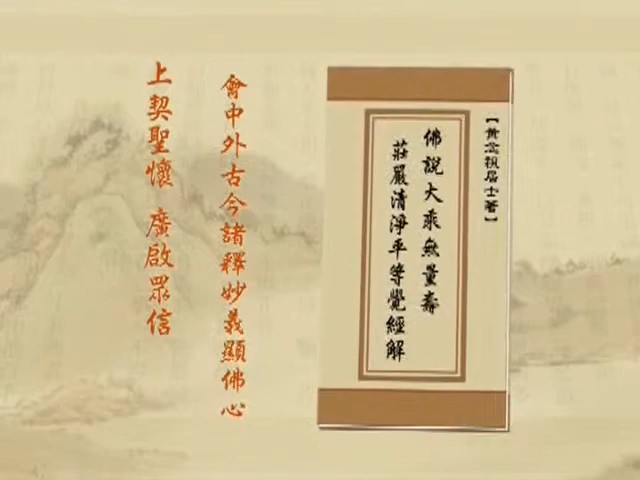 【黃念祖居士著】
佛說大乘無量壽
莊嚴清淨平等覺經解
會中外古今諸釋妙義顯佛心
上契聖懷 廣啟眾信